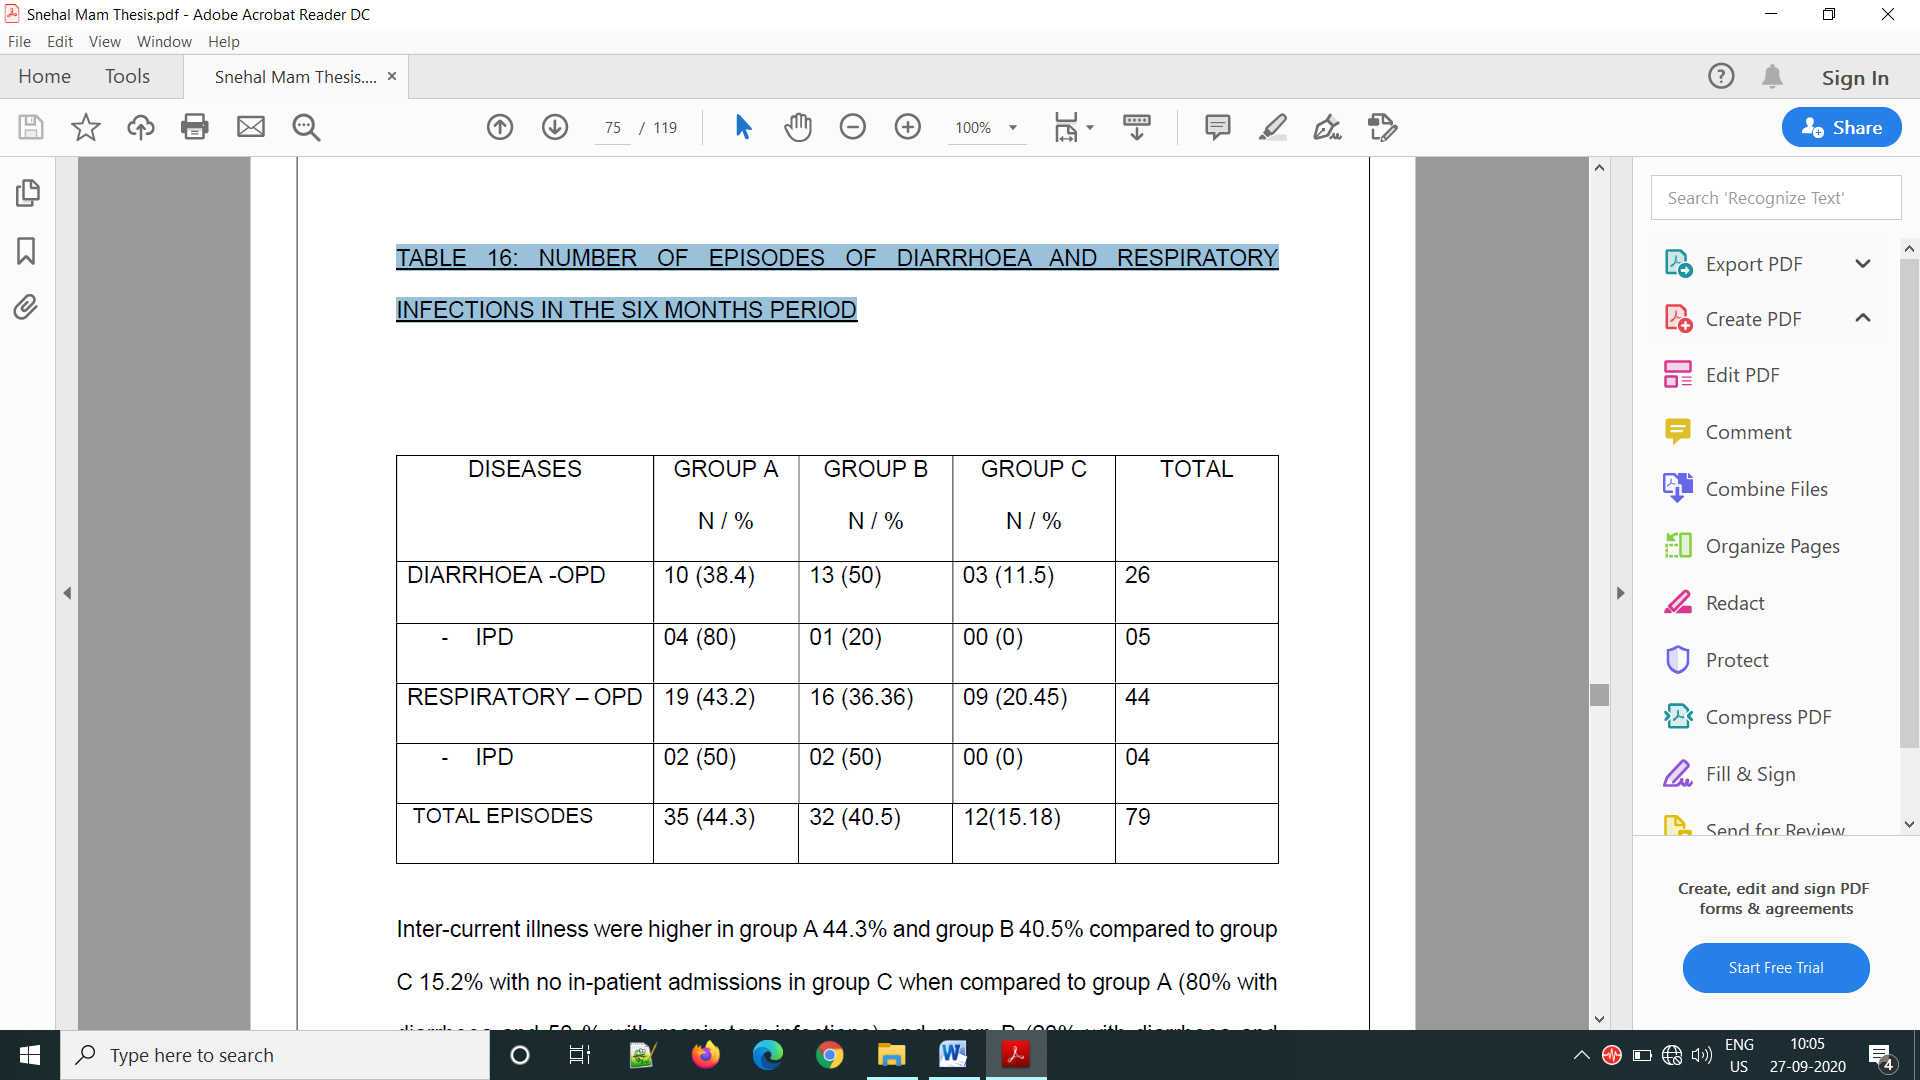 Snehal Mam Thesis.pdf - Adobe Acrobat Reader DC
File Edit View Window Help
Home Tools Snehal Mam Thesis.... × Sign In
75 / 119 100% Share
TABLE 16: NUMBER OF EPISODES OF DIARRHOEA AND RESPIRATORY
INFECTIONS IN THE SIX MONTHS PERIOD
DISEASES GROUP A GROUP B GROUP C TOTAL
N / % N / % N / %
DIARRHOEA -OPD 10 (38.4) 13 (50) 03 (11.5) 26
- IPD 04 (80) 01 (20) 00 (0) 05
RESPIRATORY – OPD 19 (43.2) 16 (36.36) 09 (20.45) 44
- IPD 02 (50) 02 (50) 00 (0) 04
TOTAL EPISODES 35 (44.3) 32 (40.5) 12(15.18) 79
Inter-current illness were higher in group A 44.3% and group B 40.5% compared to group
C 15.2% with no in-patient admissions in group C when compared to group A (80% with
Search 'Recognize Text'
Export PDF
Create PDF
Edit PDF
Comment
Combine Files
Organize Pages
Redact
Protect
Compress PDF
Fill & Sign
Send for Review
Create, edit and sign PDF
forms & agreements
Start Free Trial
Type here to search
ENG
US
10:05
27-09-2020
4